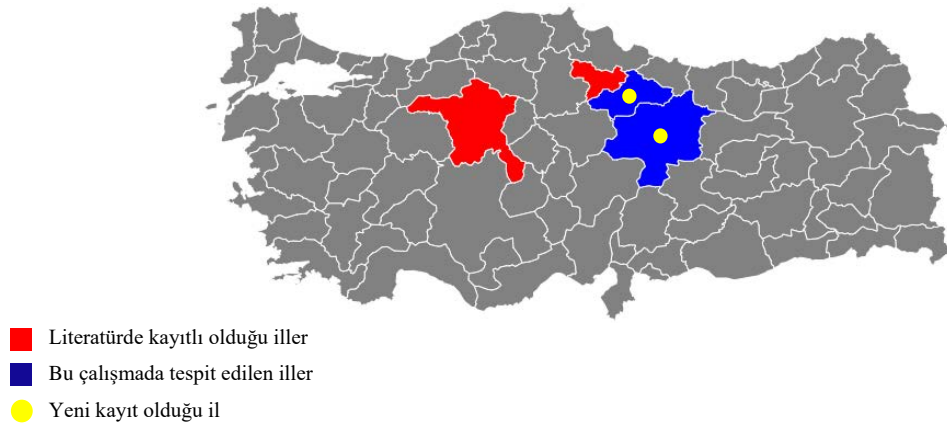 Literatürde kayıtlı olduğu iller
Bu çalışmada tespit edilen iller
Yeni kayıt olduğu il